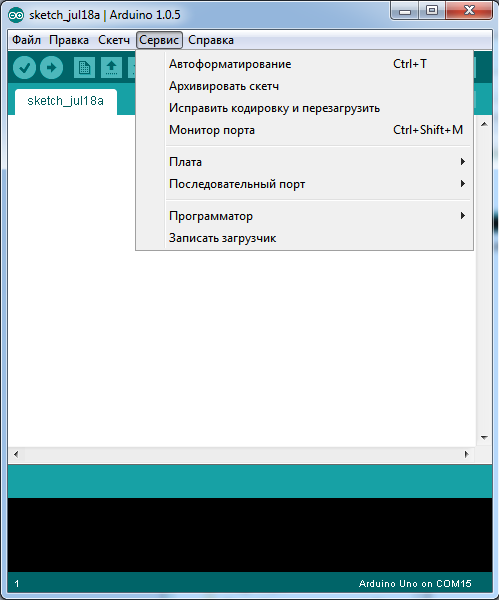 sketch_jul18a | Arduino 1.0.5
Файл Правка Скетч Сервис Справка
Автоформатирование Ctrl+T
Архивировать скетч
Исправить кодировку и перезагрузить
Монитор порта Ctrl+Shift+M
Плата
Последовательный порт
Программатор
Записать загрузчик
sketch_jul18a
1 Arduino Uno on COM15